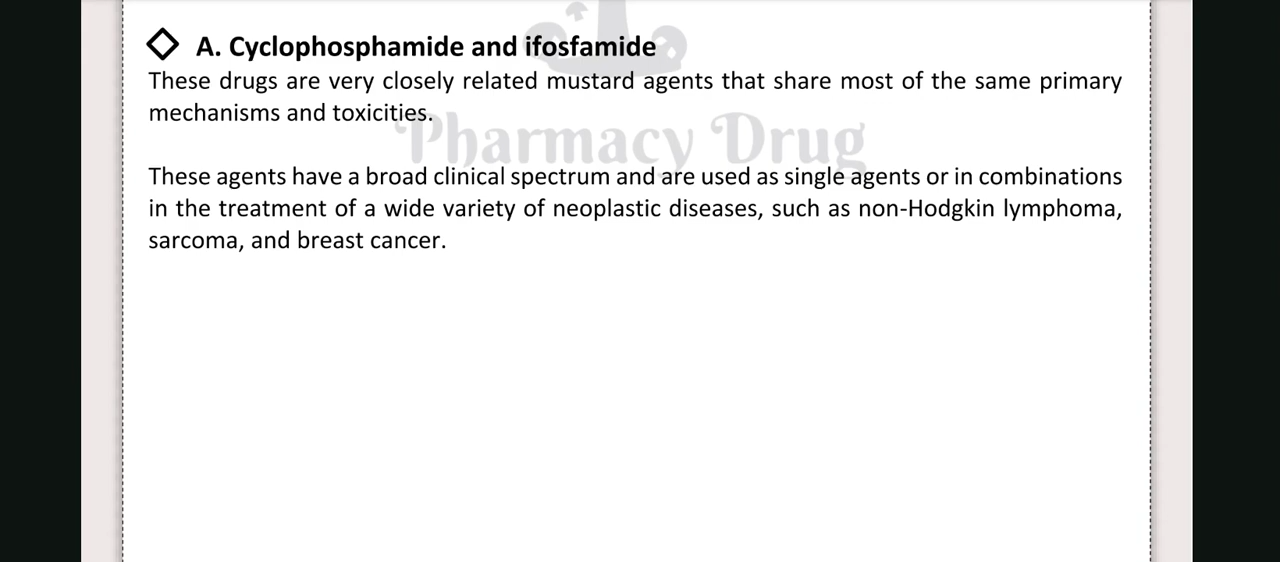 A. Cyclophosphamide and ifosfamide
These drugs are very closely related mustard agents that share most of the same primary
mechanisms and toxicities.
Pharmacy Drug
These agents have a broad clinical spectrum and are used as single agents or in combinations
in the treatment of a wide variety of neoplastic diseases, such as non-Hodgkin lymphoma,
sarcoma, and breast cancer.